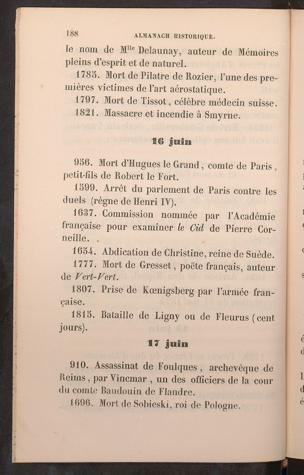 188 ALMANACH HISTORIQUE.
le nom de Mlle Delaunay, auteur de Mémoires
pleins d'esprit et de naturel.
1785. Mort de Pilatre de Rozier, l'une des pre-
mières victimes de l'art aérostatique.
1797. Mort de Tissot, célèbre médecin suisse.
1821. Massacre et incendie à Smyrne.
16 juin
956. Mort d'Hugues le Grand, comte de Paris,
petit-fils de Robert le Fort.
1599. Arrêt du parlement de Paris contre les
duels (règne de Henri IV).
1637. Commission nommée par l'Académie
française pour examiner le Cid de Pierre Cor-
neille.
1654. Abdication de Christine, reine de Suède.
1777. Mort de Gresset, poëte français, auteur
de Vert-Vert.
1807. Prise de Kœnigsberg par l'armée fran-
çaise.
1815. Bataille de Ligny ou de Fleurus (cent
jours).
17 juin
910. Assassinat de Foulques, archevêque de
Reims, par Vincmar, un des officiers de la cour
du comte Baudouin de Flandre.
1696. Mort de Sobieski, roi de Pologne.